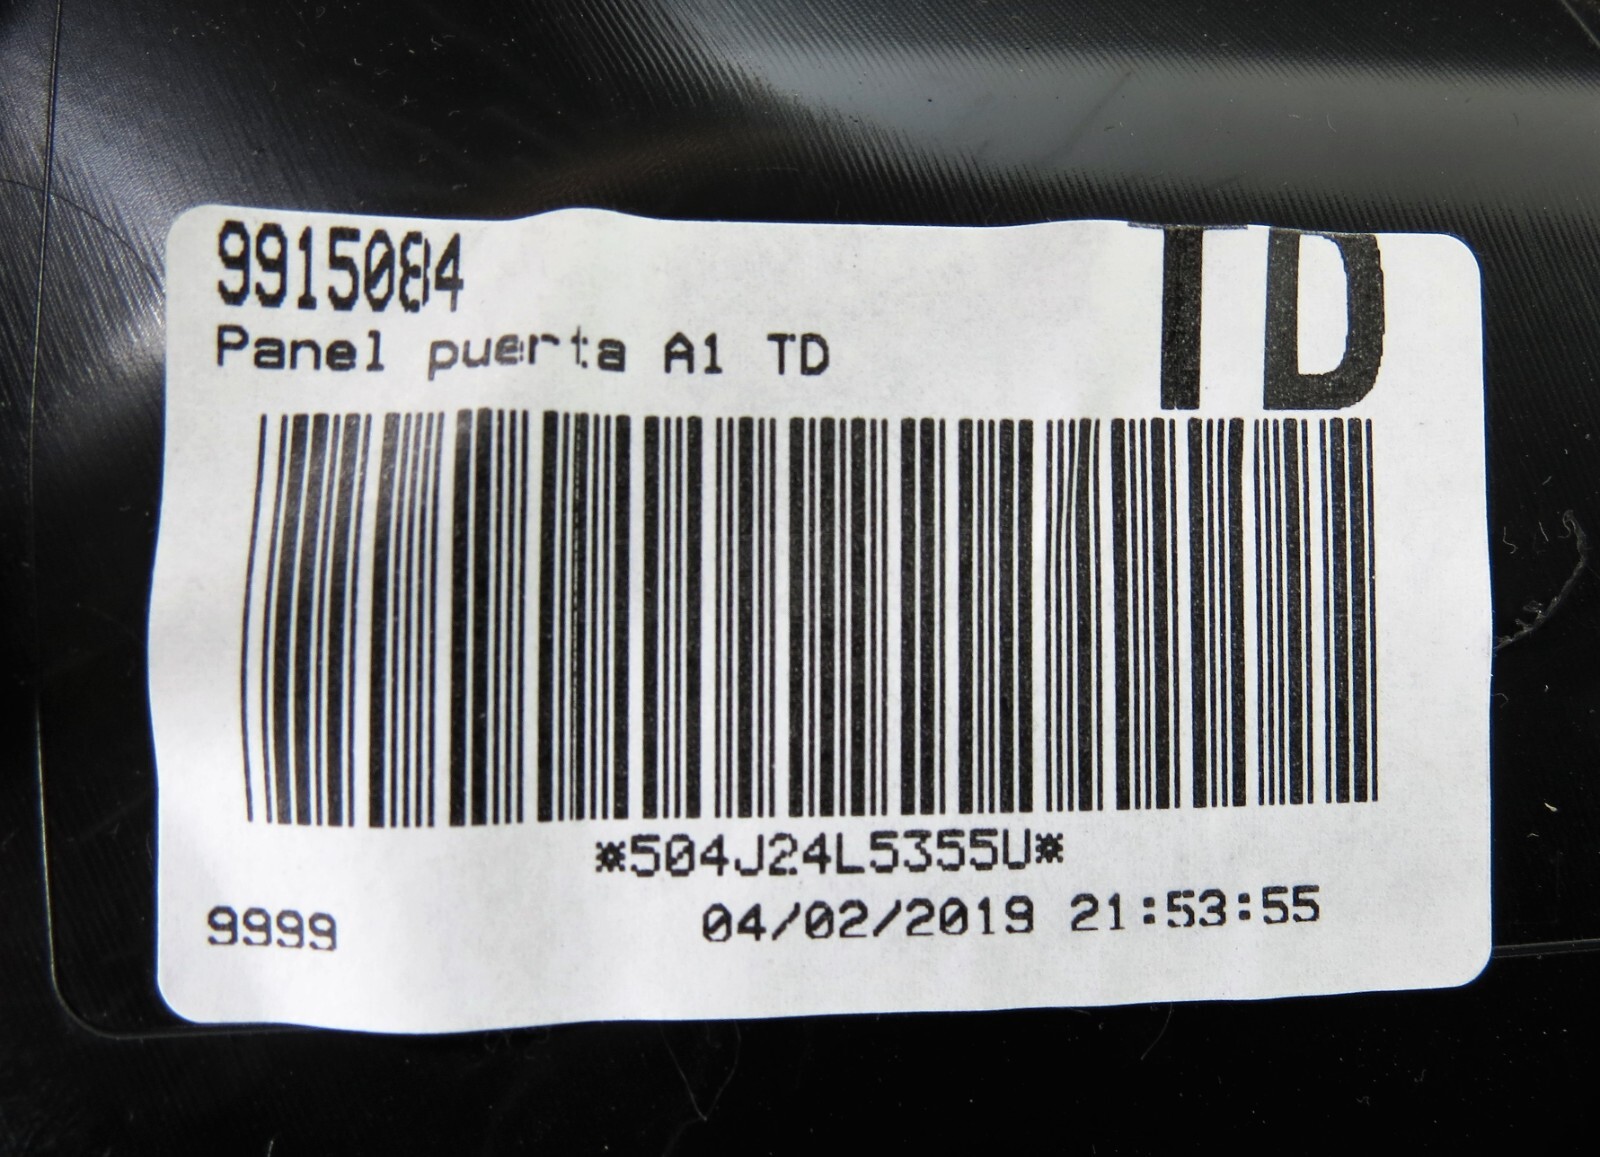 9915084
TD
Panel puerta A1 TD
*504J24L5355U*
9999
04/02/2019 21:53:55